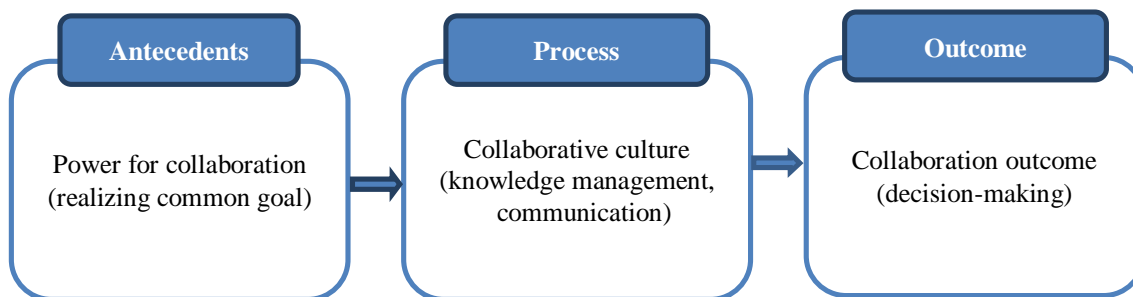 Antecedents
Power for collaboration
(realizing common goal)
Process
Collaborative culture
(knowledge management,
communication)
Outcome
Collaboration outcome
(decision-making)